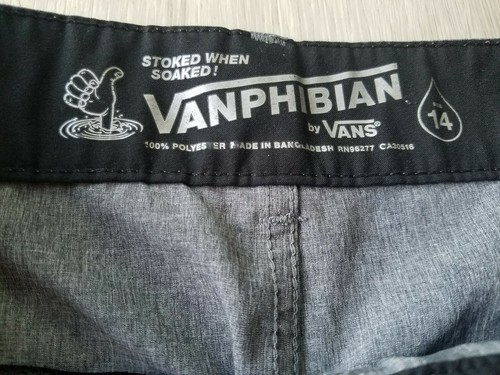 STOKED WHEN
SOAKED!
VANPHIBIAN
by VANS
14
100% POLYESTER MADE IN BANGLADESH RN96277 CA30516